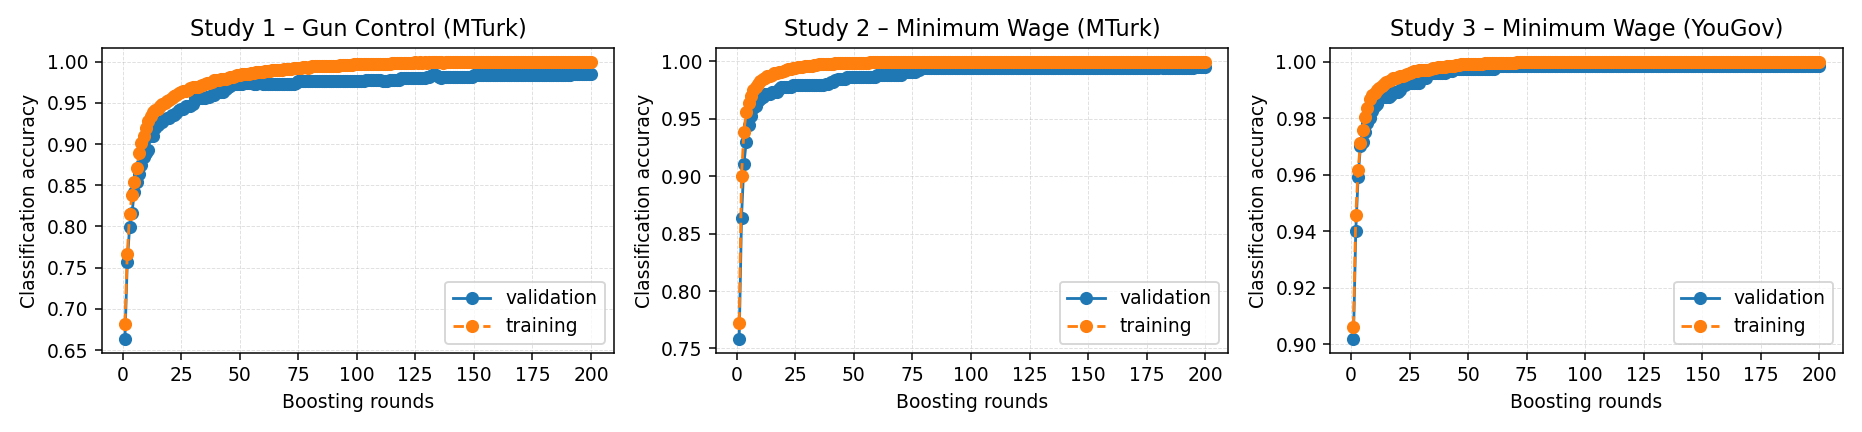 Study 1 – Gun Control (MTurk)
Classification accuracy
1.00
0.95
0.90
0.85
0.80
0.75
0.70
0.65
validation
training
0 25 50 75 100 125 150 175 200
Boosting rounds
Study 2 – Minimum Wage (MTurk)
Classification accuracy
1.00
0.95
0.90
0.85
0.80
0.75
validation
training
0 25 50 75 100 125 150 175 200
Boosting rounds
Study 3 – Minimum Wage (YouGov)
Classification accuracy
1.00
0.98
0.96
0.94
0.92
0.90
validation
training
0 25 50 75 100 125 150 175 200
Boosting rounds